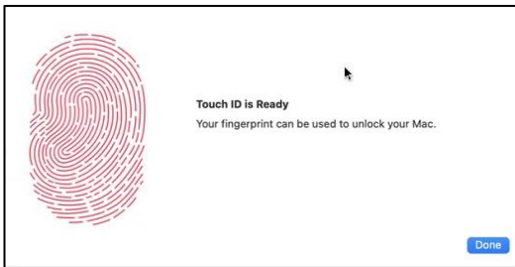 Touch ID is Ready
Your fingerprint can be used to unlock your Mac.
Done